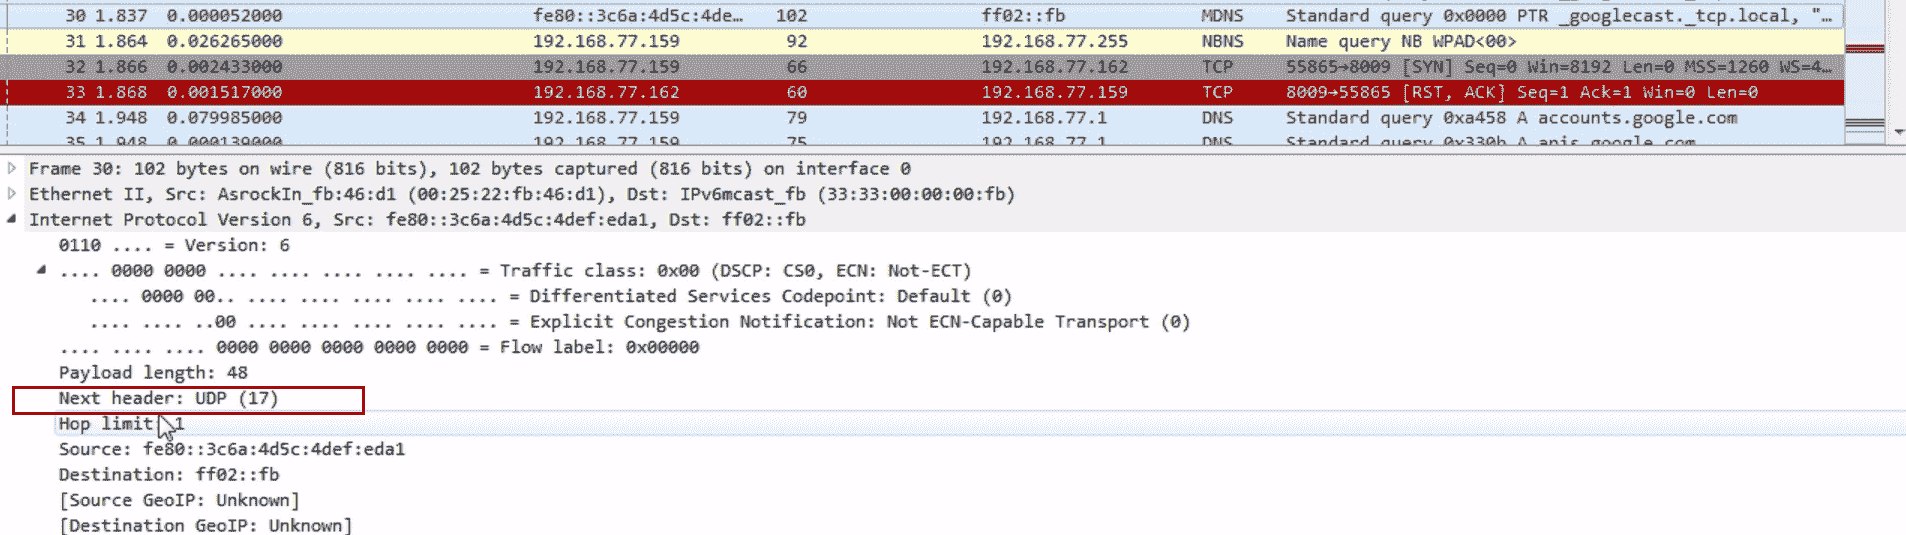 30 1.837 0.000052000 fe80::3c6a:4d5c:4de… 102 ff02::fb MDNS Standard query 0x0000 PTR _googlecast._tcp.local, "…
31 1.864 0.026265000 192.168.77.159 92 192.168.77.255 NBNS Name query NB WPAD<00>
32 1.866 0.002433000 192.168.77.159 66 192.168.77.162 TCP 55865→8009 [SYN] Seq=0 Win=8192 Len=0 MSS=1260 WS=4…
33 1.868 0.001517000 192.168.77.162 60 192.168.77.159 TCP 8009→55865 [RST, ACK] Seq=1 Ack=1 Win=0 Len=0
34 1.948 0.079985000 192.168.77.159 79 192.168.77.1 DNS Standard query 0xa458 A accounts.google.com
35 1.948 0.000139000 192.168.77.159 75 192.168.77.1 DNS Standard query 0x330b A apis.google.com
Frame 30: 102 bytes on wire (816 bits), 102 bytes captured (816 bits) on interface 0
Ethernet II, Src: AsrockIn_fb:46:d1 (00:25:22:fb:46:d1), Dst: IPv6mcast_fb (33:33:00:00:00:fb)
Internet Protocol Version 6, Src: fe80::3c6a:4d5c:4def:eda1, Dst: ff02::fb
0110 .... = Version: 6
.... 0000 0000 .... .... .... .... .... = Traffic class: 0x00 (DSCP: CS0, ECN: Not-ECT)
.... 0000 00.. .... .... .... .... .... = Differentiated Services Codepoint: Default (0)
.... .... ..00 .... .... .... .... .... = Explicit Congestion Notification: Not ECN-Capable Transport (0)
.... .... .... 0000 0000 0000 0000 0000 = Flow label: 0x00000
Payload length: 48
Next header: UDP (17)
Hop limit: 1
Source: fe80::3c6a:4d5c:4def:eda1
Destination: ff02::fb
[Source GeoIP: Unknown]
[Destination GeoIP: Unknown]